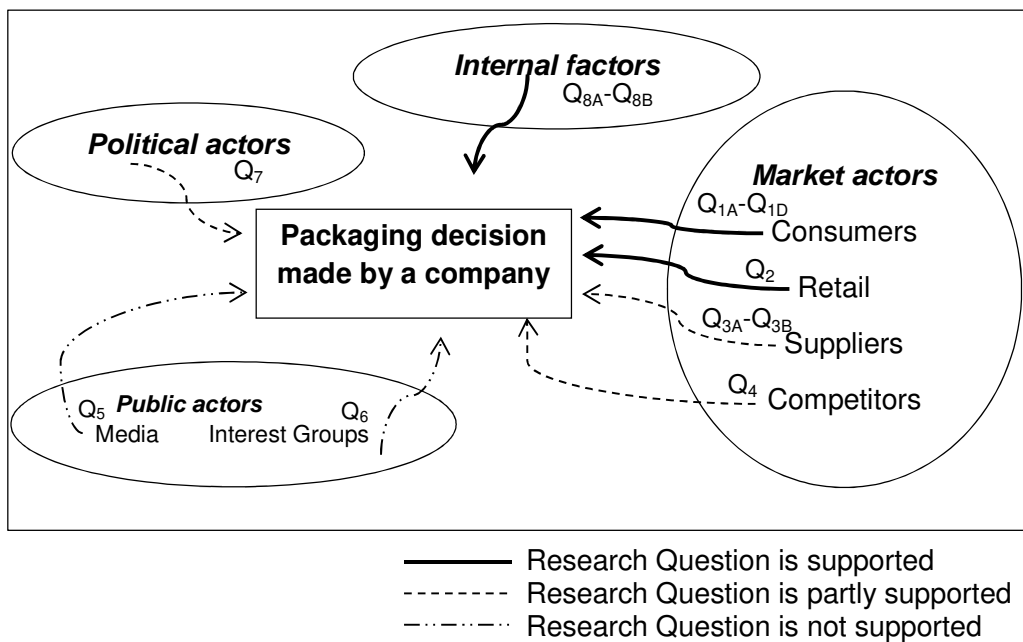 Internal factors
Q8A-Q8B
Political actors
Q7
Market actors
Q1A-Q1D
Consumers
Packaging decision
made by a company
Q2
Retail
Q3A-Q3B
Suppliers
Q4
Competitors
Q5
Public actors
Q6
Media
Interest Groups
Research Question is supported
Research Question is partly supported
Research Question is not supported